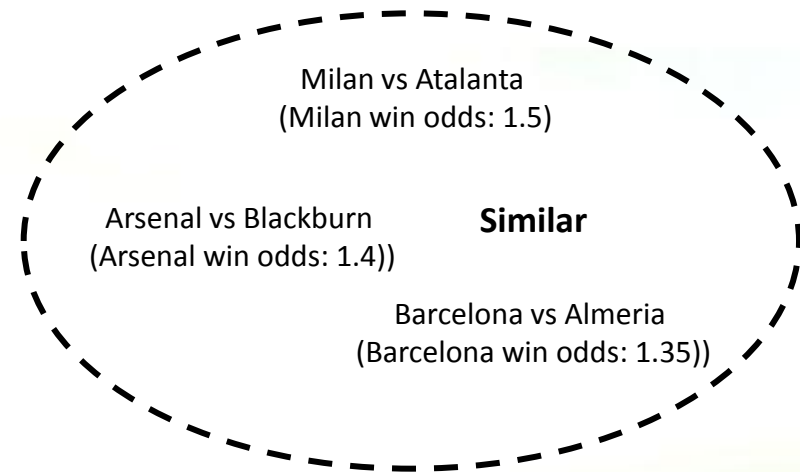 Milan vs Atalanta
(Milan win odds: 1.5)
Arsenal vs Blackburn
(Arsenal win odds: 1.4))
Similar
Barcelona vs Almeria
(Barcelona win odds: 1.35))